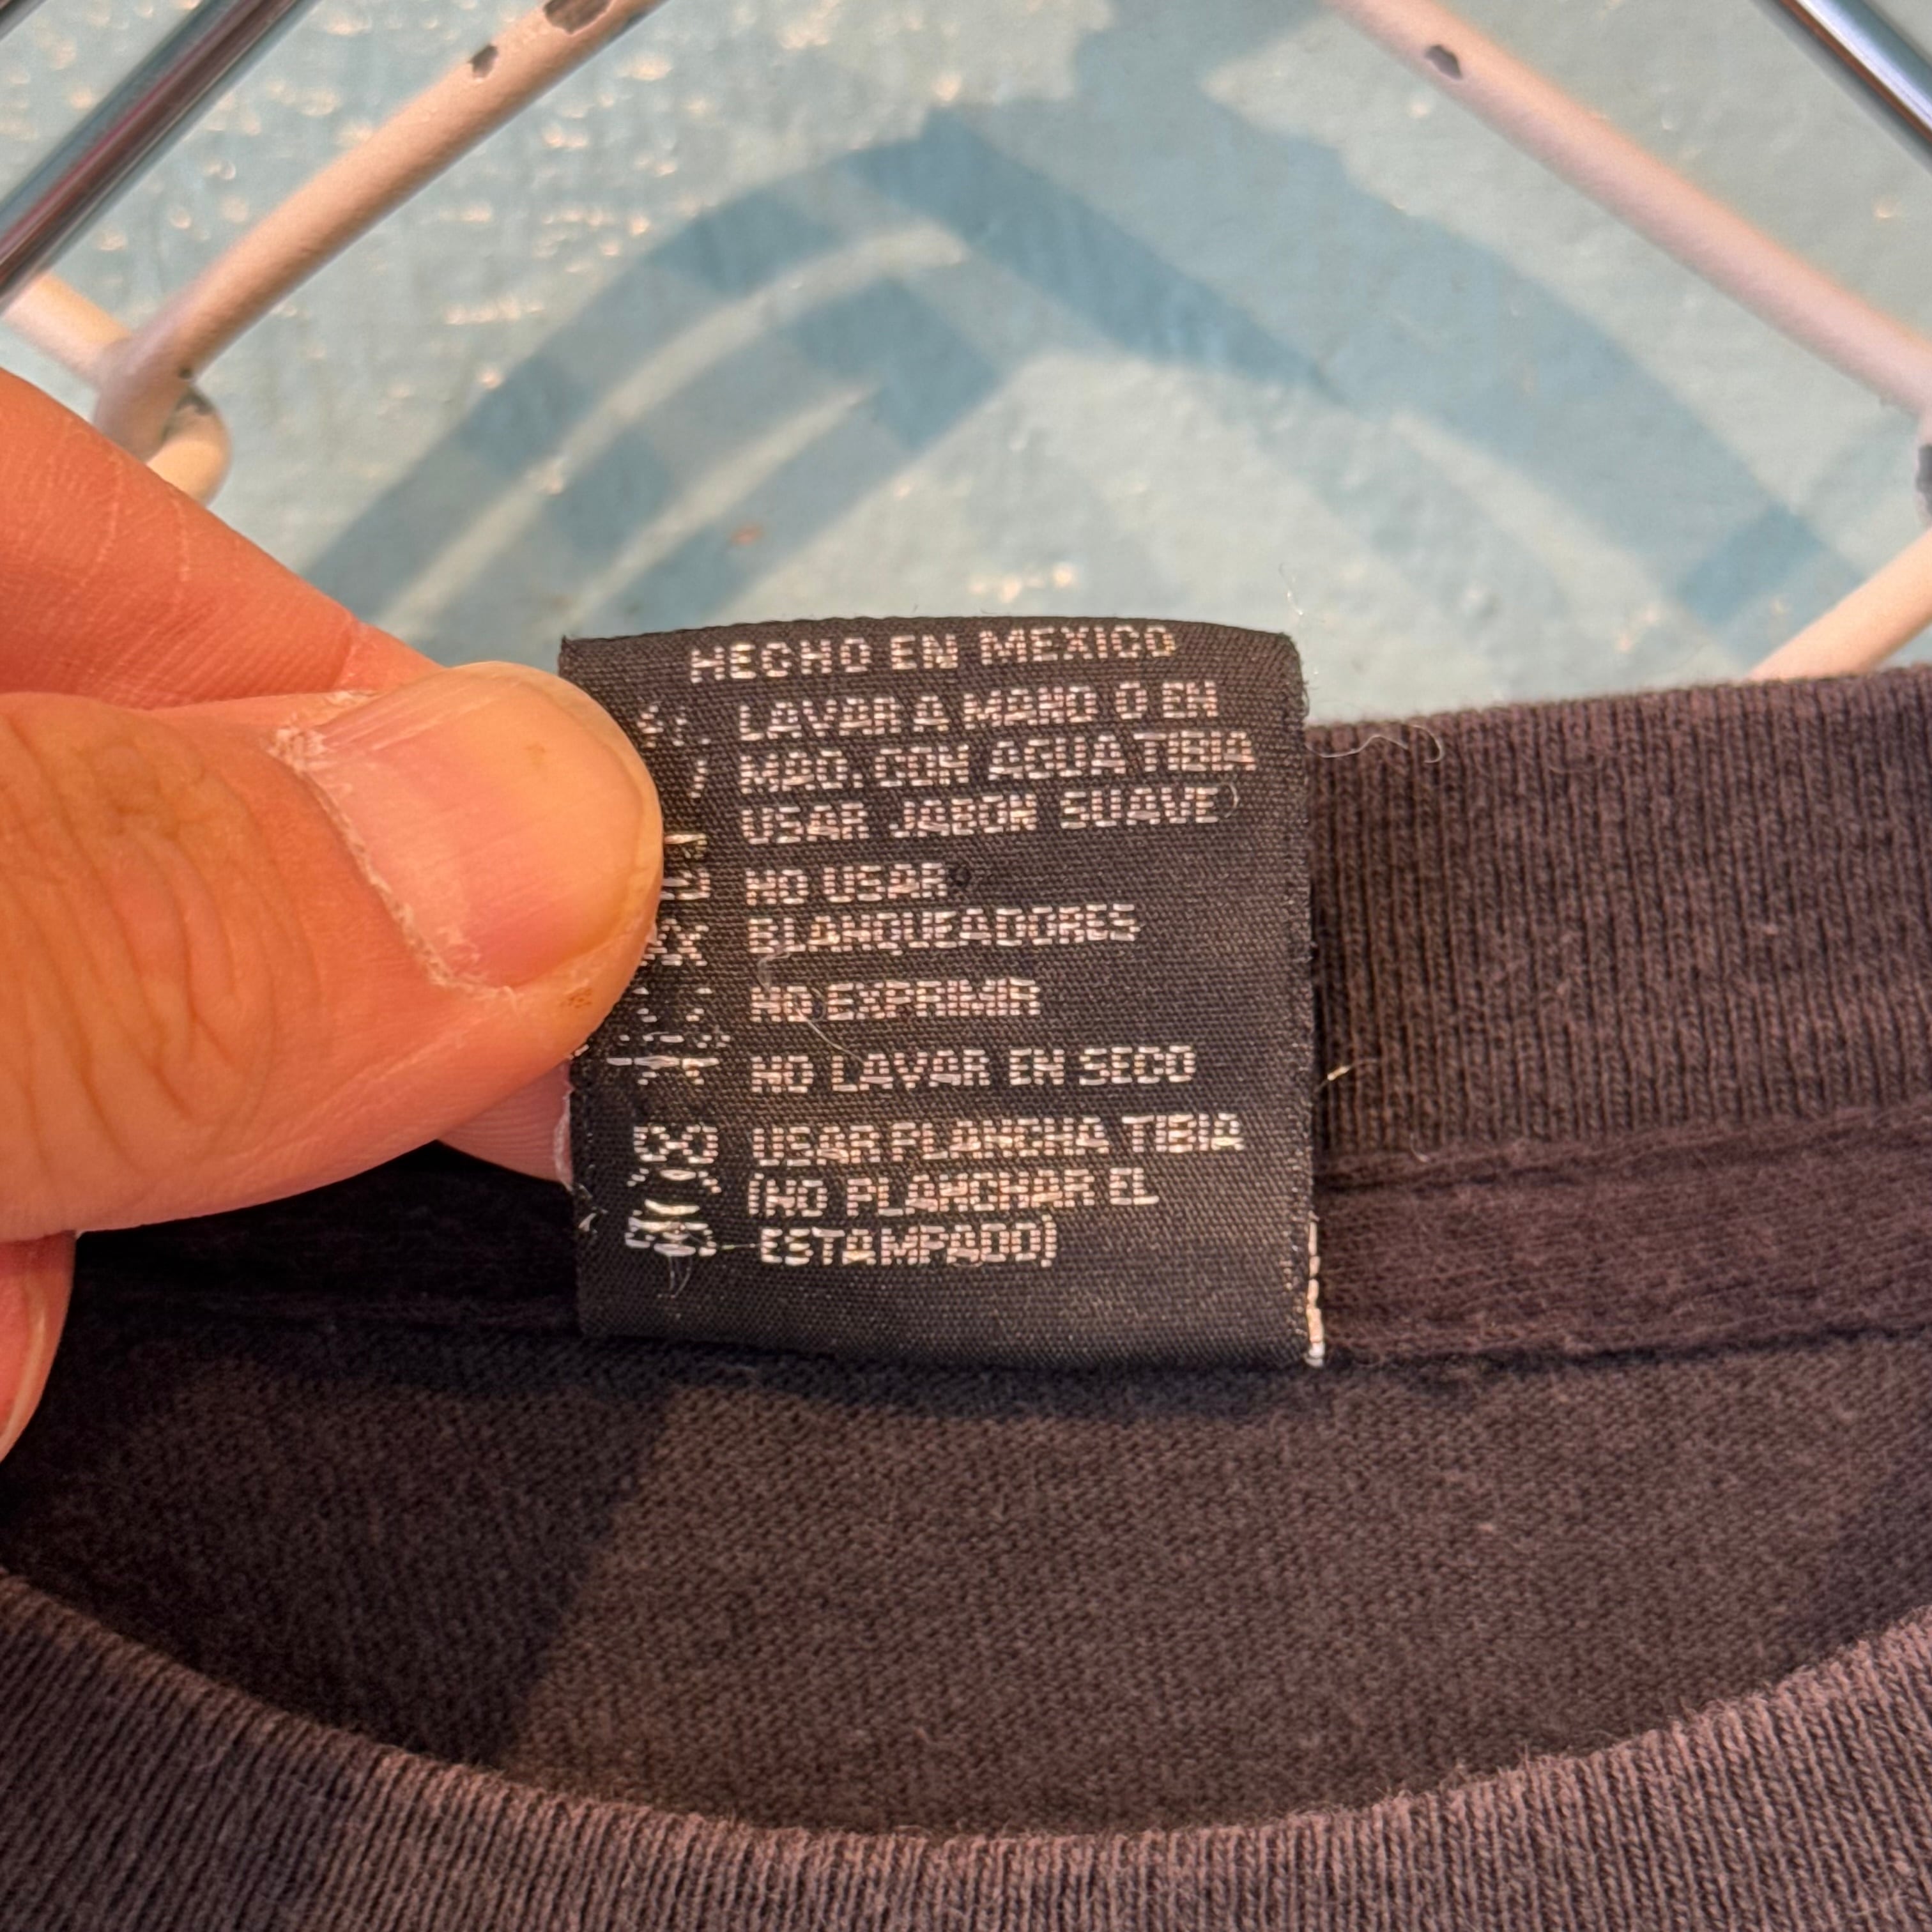 HECHO EN MEXICO
LAVAR A MANO O EN
MAQ. CON AGUA TIBIA
USAR JABON SUAVE
NO USAR
BLANQUEADORES
NO EXPRIMIR
NO LAVAR EN SECO
USAR PLANCHA TIBIA
(NO PLANCHAR EL
ESTAMPADO)